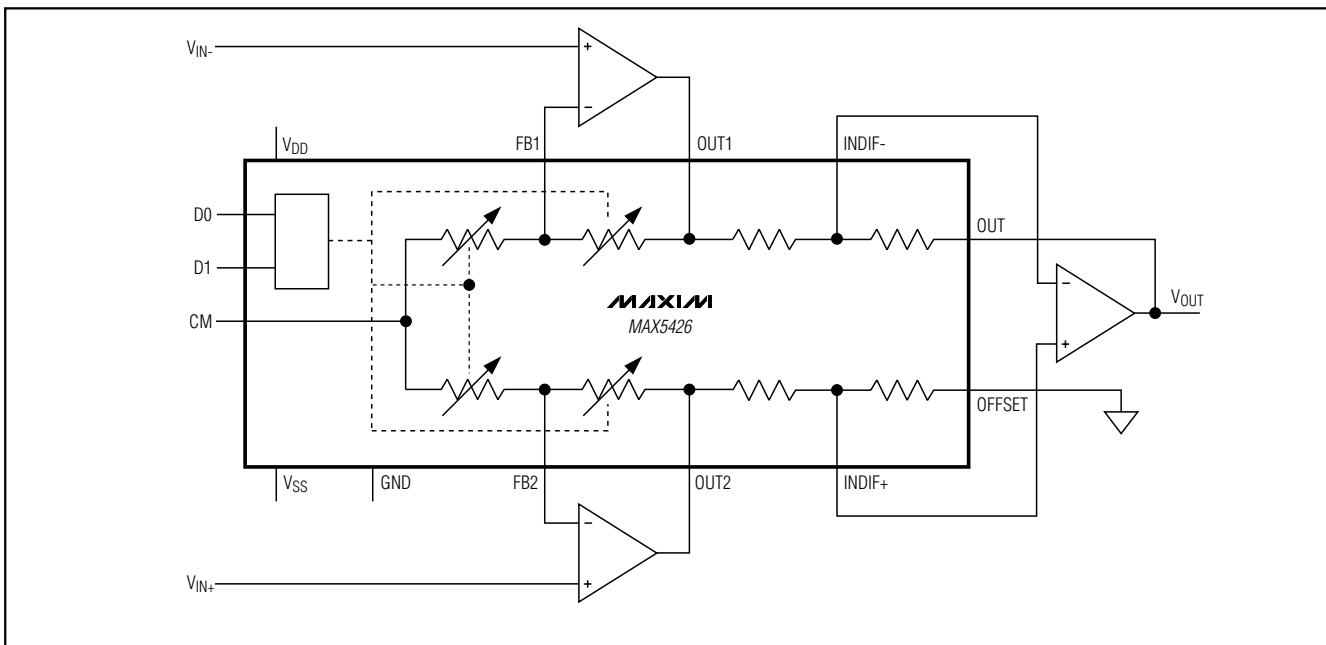 VIN-
+
−
VDD
FB1
OUT1
INDIF-
D0
D1
CM
OUT
MAXIM
MAX5426
−
+
VOUT
OFFSET
VSS
GND
FB2
OUT2
INDIF+
−
+
VIN+